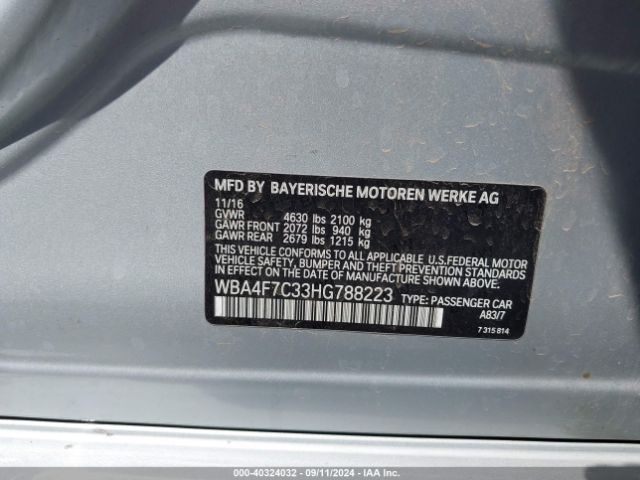 MFD BY BAYERISCHE MOTOREN WERKE AG
11/16
GVWR 4630 lbs 2100 kg
GAWR FRONT 2072 lbs 940 kg
GAWR REAR 2679 lbs 1215 kg
THIS VEHICLE CONFORMS TO ALL APPLICABLE U.S.FEDERAL MOTOR
VEHICLE SAFETY, BUMPER, AND THEFT PREVENTION STANDARDS IN
EFFECT ON THE DATE OF MANUFACTURE SHOWN ABOVE.
WBA4F7C33HG788223 TYPE: PASSENGER CAR
A83/7
7 315 814
000-40324032 - 09/11/2024 - IAA Inc.